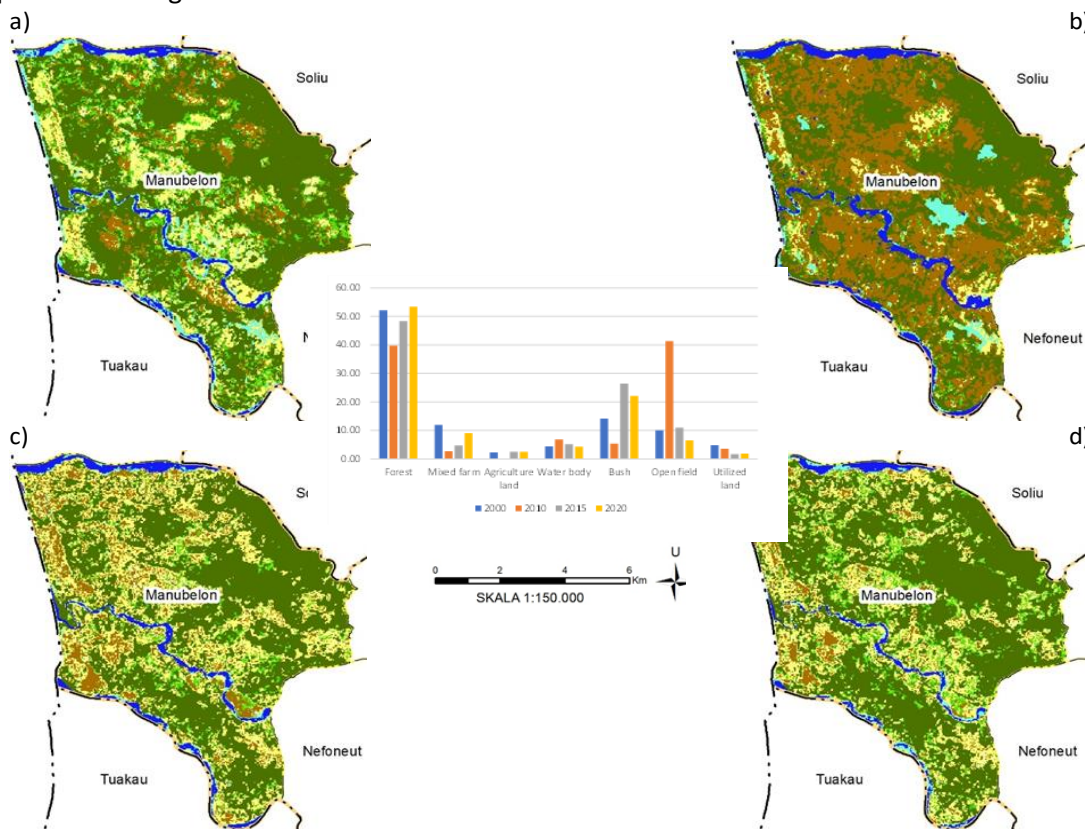 a)
b)
Soliu
Soliu
Manubelon
Manubelon
Tuakau
Tuakau
Nefoneut
60.00
50.00
40.00
30.00
20.00
10.00
0.00
Forest Mixed farm Agriculture Water body Bush Open field Utilized
land land
2000 2010 2015 2020
c)
d)
Soliu
Manubelon
Manubelon
U
0 2 4 6
Km
SKALA 1:150.000
Nefoneut
Nefoneut
Tuakau
Tuakau